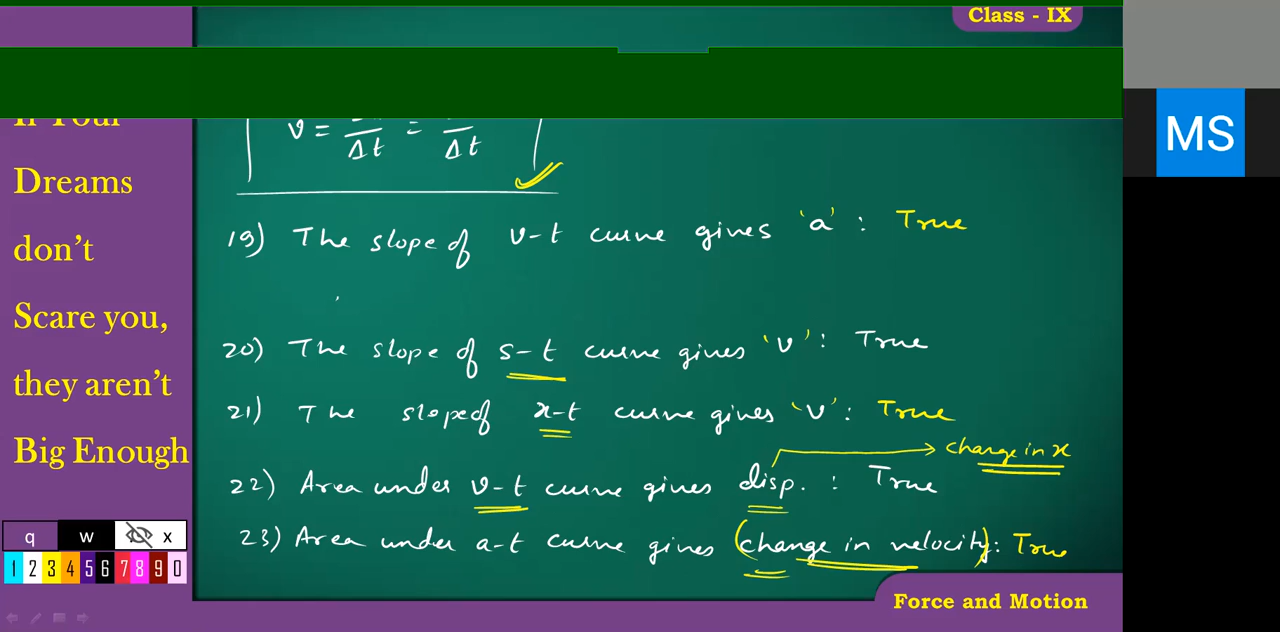 Class - IX
MS
Dreams
don't
Scare you,
they aren't
Big Enough
v = /Δt = /Δt
19) The slope of v-t curve gives 'a' : True
20) The slope of s-t curve gives 'v' : True
21) The slope of x-t curve gives 'v' : True
change in x
22) Area under v-t curve gives disp. : True
23) Area under a-t curve gives (change in velocity): True
q w x
1 2 3 4 5 6 7 8 9 0
Force and Motion